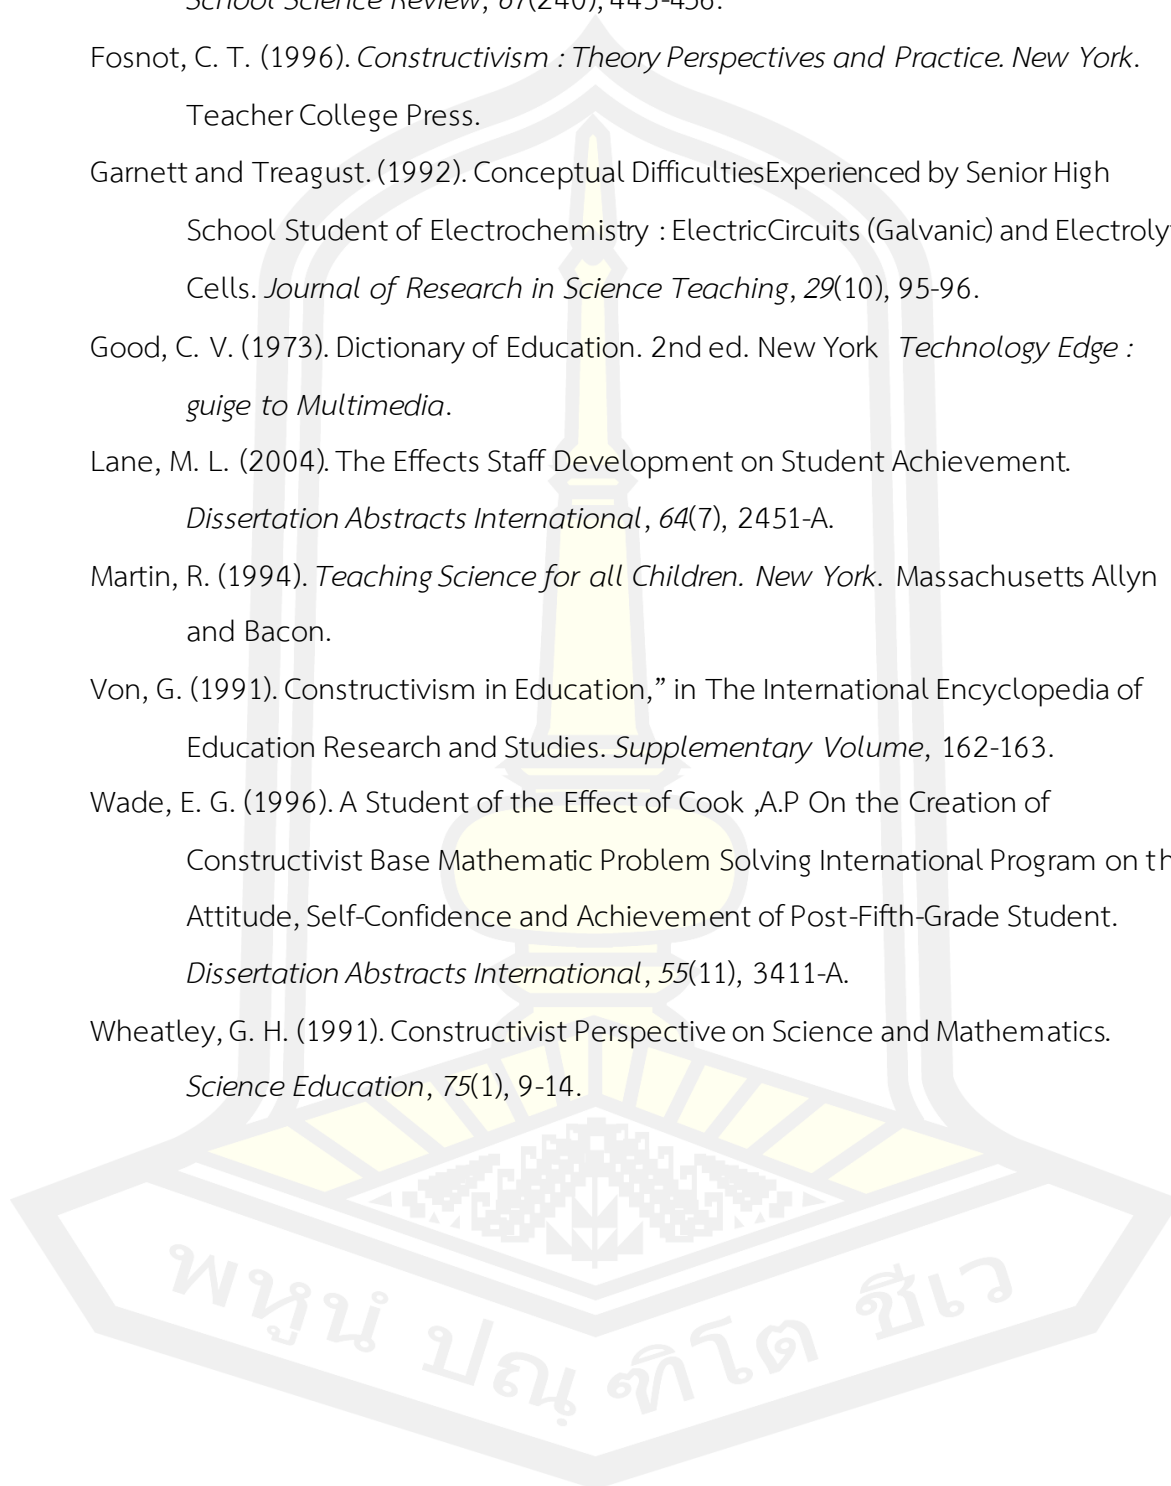 School Science Review, 67(240), 445-456.
Fosnot, C. T. (1996). Constructivism : Theory Perspectives and Practice. New York.
Teacher College Press.
Garnett and Treagust. (1992). Conceptual DifficultiesExperienced by Senior High
School Student of Electrochemistry : ElectricCircuits (Galvanic) and Electroly
Cells. Journal of Research in Science Teaching, 29(10), 95-96.
Good, C. V. (1973). Dictionary of Education. 2nd ed. New York Technology Edge :
guige to Multimedia.
Lane, M. L. (2004). The Effects Staff Development on Student Achievement.
Dissertation Abstracts International, 64(7), 2451-A.
Martin, R. (1994). Teaching Science for all Children. New York. Massachusetts Allyn
and Bacon.
Von, G. (1991). Constructivism in Education,” in The International Encyclopedia of
Education Research and Studies. Supplementary Volume, 162-163.
Wade, E. G. (1996). A Student of the Effect of Cook ,A.P On the Creation of
Constructivist Base Mathematic Problem Solving International Program on th
Attitude, Self-Confidence and Achievement of Post-Fifth-Grade Student.
Dissertation Abstracts International, 55(11), 3411-A.
Wheatley, G. H. (1991). Constructivist Perspective on Science and Mathematics.
Science Education, 75(1), 9-14.
พหูนํ ปณฺฑิโต ชีเว